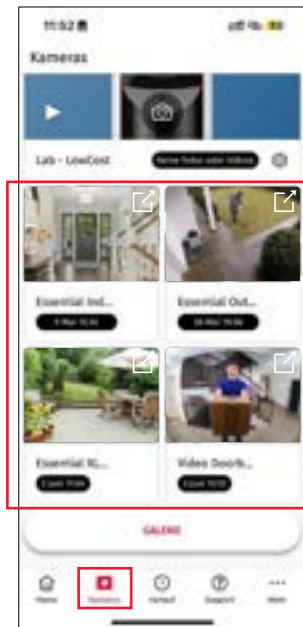 11:52
Kameras
Lab - LowCost
Keine Fotos oder Videos
Essential Ind...
Essential Out...
Essential XL...
Video Doorb...
GALERIE
Home
Kameras
Verlauf
Support
Mehr